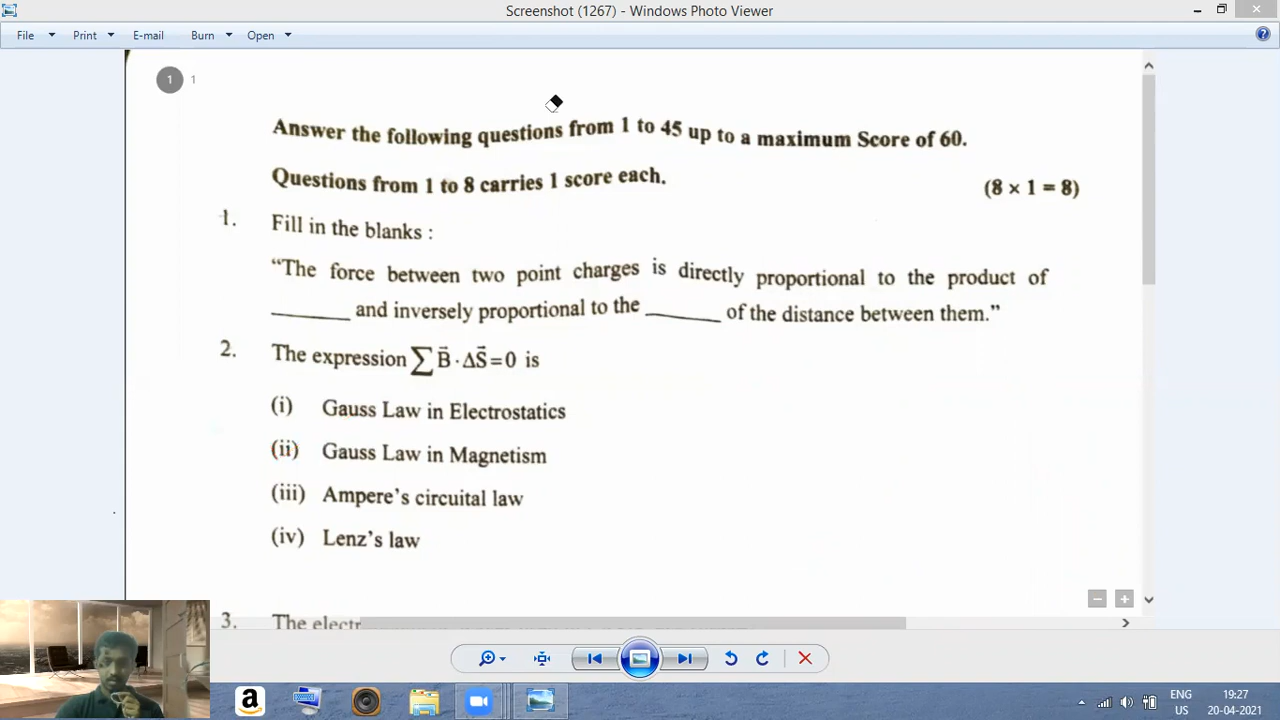 Screenshot (1267) - Windows Photo Viewer
File Print E-mail Burn Open
1 1
Answer the following questions from 1 to 45 up to a maximum Score of 60.
Questions from 1 to 8 carries 1 score each.
(8 × 1 = 8)
1. Fill in the blanks :
“The force between two point charges is directly proportional to the product of
_______ and inversely proportional to the _______ of the distance between them.”
2. The expression ∑ B⃗ · ΔS⃗ = 0 is
(i) Gauss Law in Electrostatics
(ii) Gauss Law in Magnetism
(iii) Ampere’s circuital law
(iv) Lenz’s law
3. The electr
ENG 19:27
US 20-04-2021